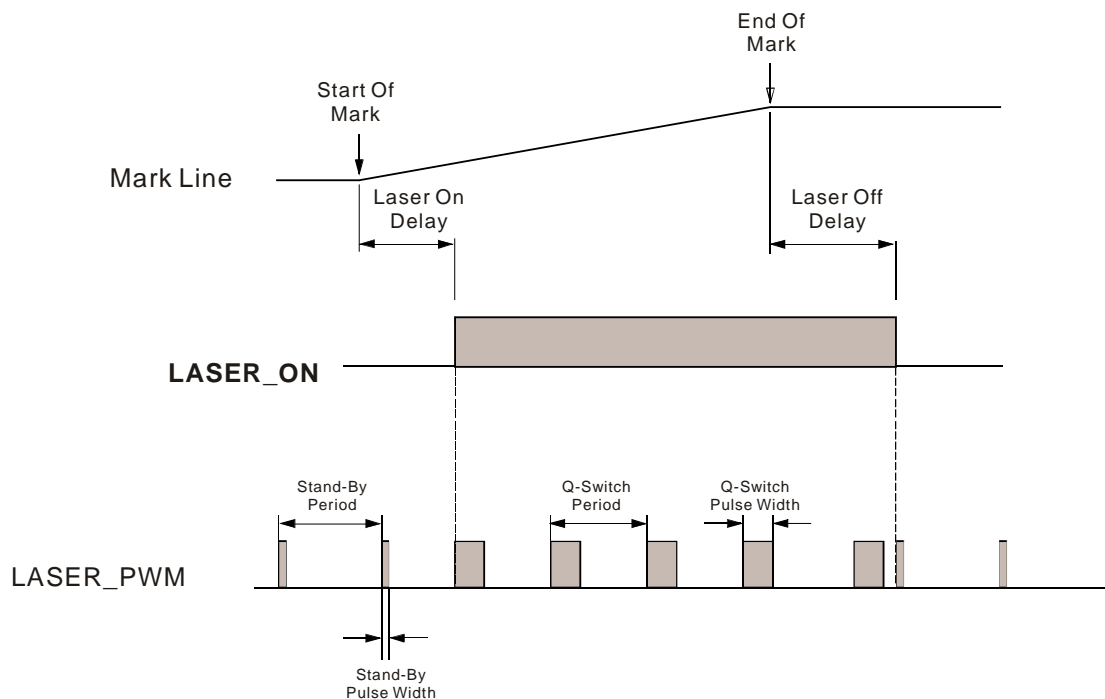 End Of
Mark
Start Of
Mark
Mark Line
Laser On
Delay
Laser Off
Delay
LASER_ON
Stand-By
Period
Q-Switch
Period
Q-Switch
Pulse Width
LASER_PWM
Stand-By
Pulse Width